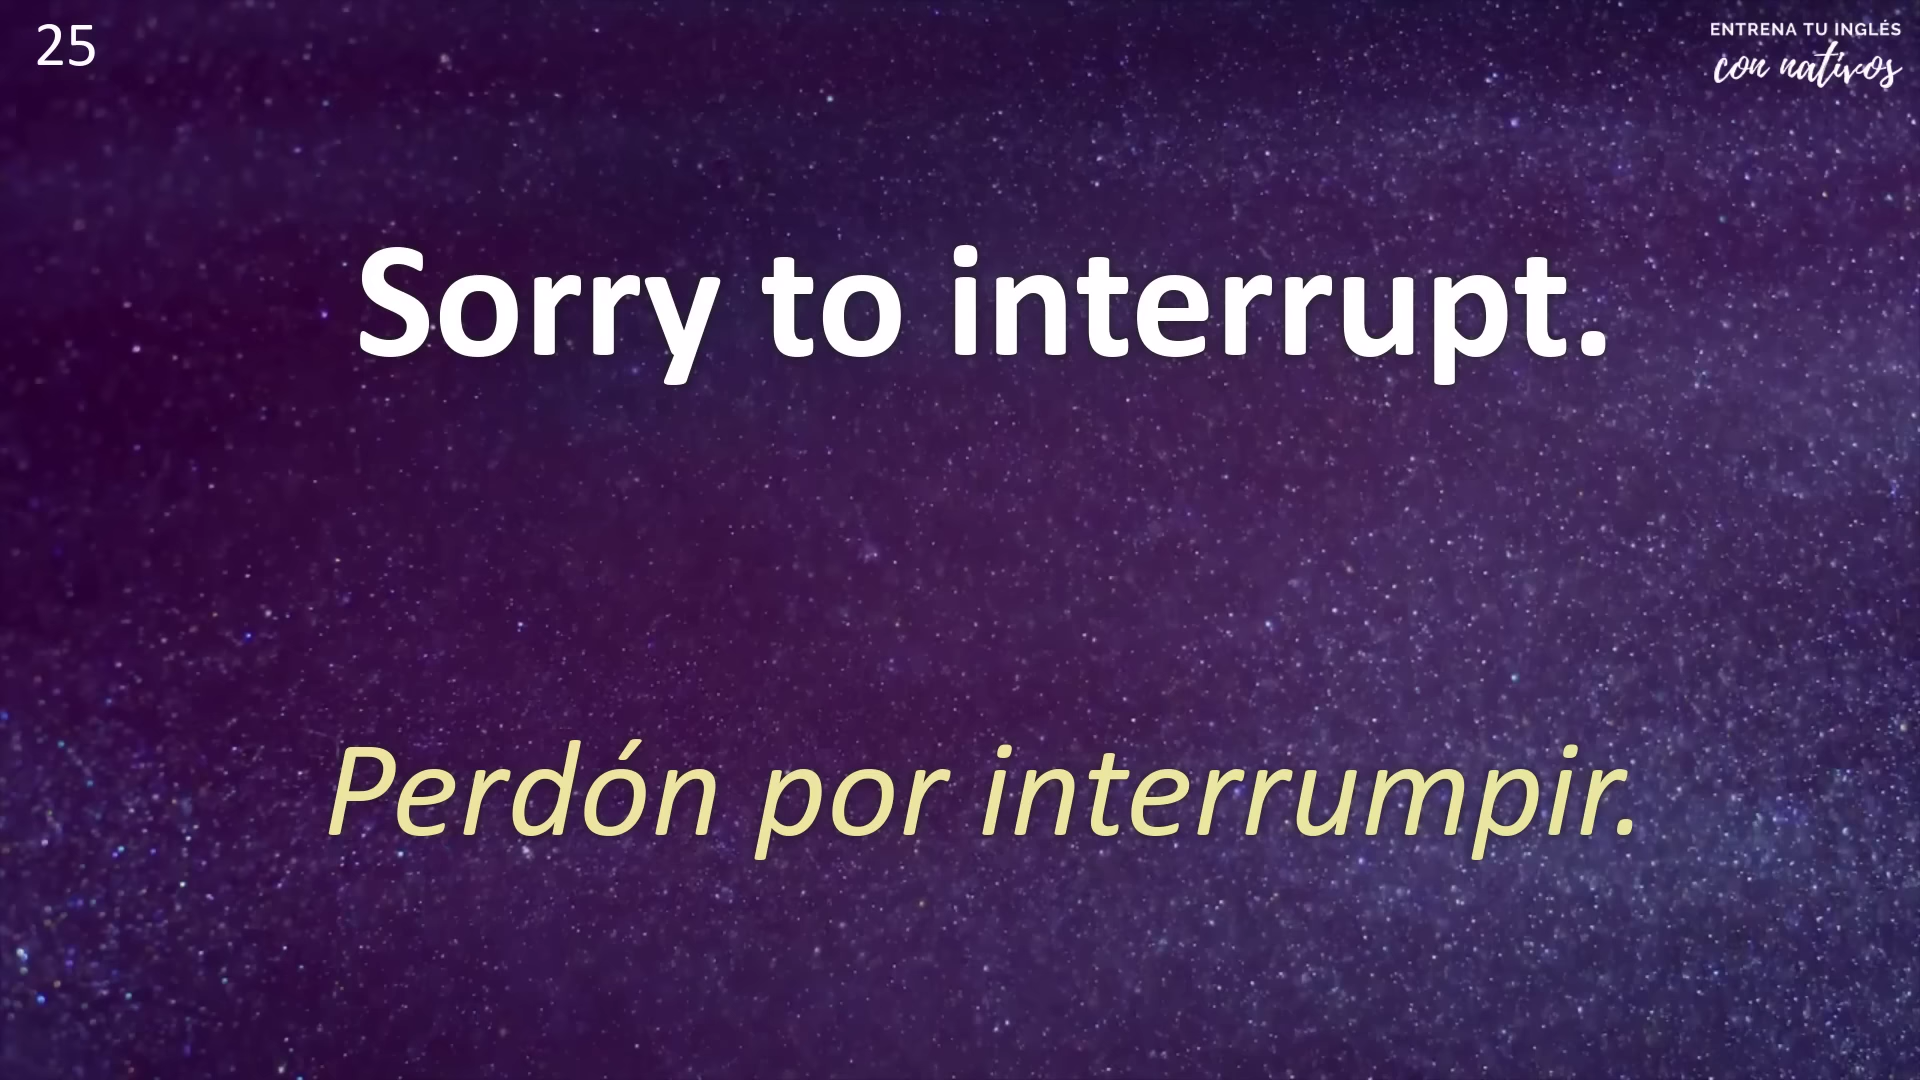 25
ENTRENA TU INGLÉS
con nativos
Sorry to interrupt.
Perdón por interrumpir.